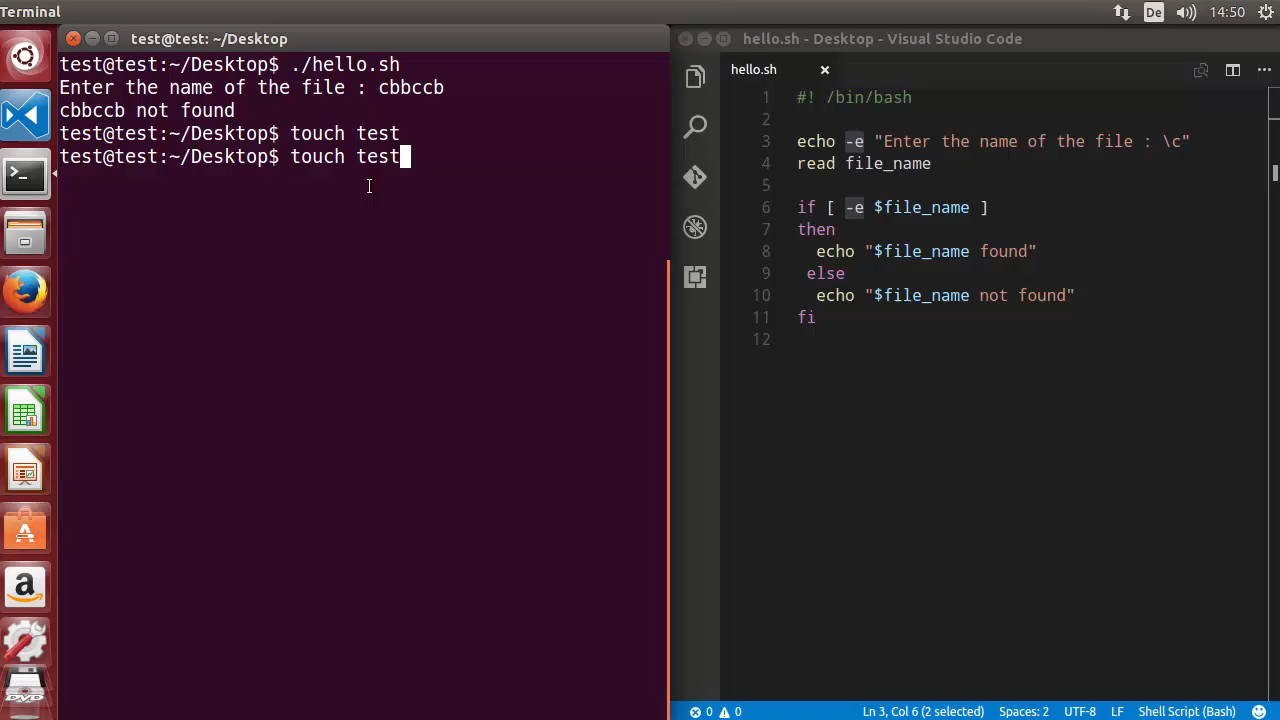 Terminal
De
14:50
test@test: ~/Desktop
test@test:~/Desktop$ ./hello.sh
Enter the name of the file : cbbccb
cbbccb not found
test@test:~/Desktop$ touch test
test@test:~/Desktop$ touch test
hello.sh - Desktop - Visual Studio Code
hello.sh
1 #! /bin/bash
2
3 echo -e "Enter the name of the file : \c"
4 read file_name
5
6 if [ -e $file_name ]
7 then
8   echo "$file_name found"
9  else
10   echo "$file_name not found"
11 fi
12
0 0 Ln 3, Col 6 (2 selected) Spaces: 2 UTF-8 LF Shell Script (Bash)
a
DVD